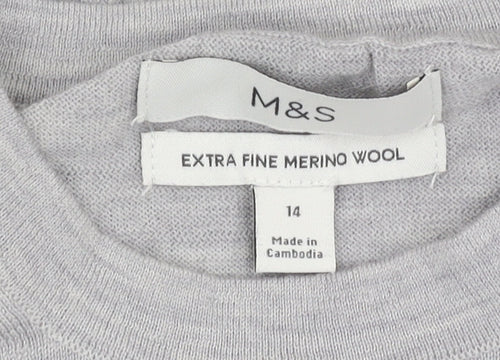 M&S
EXTRA FINE MERINO WOOL
14
Made in
Cambodia